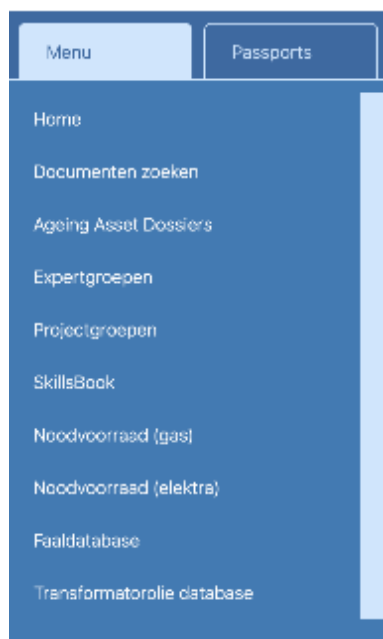 Menu
Passports
Home
Documenten zoeken
Ageing Asset Dossiers
Expertgroepen
Projectgroepen
SkillsBook
Noodvoorraad (gas)
Noodvoorraad (elektra)
Faaldatabase
Transformatorolie database